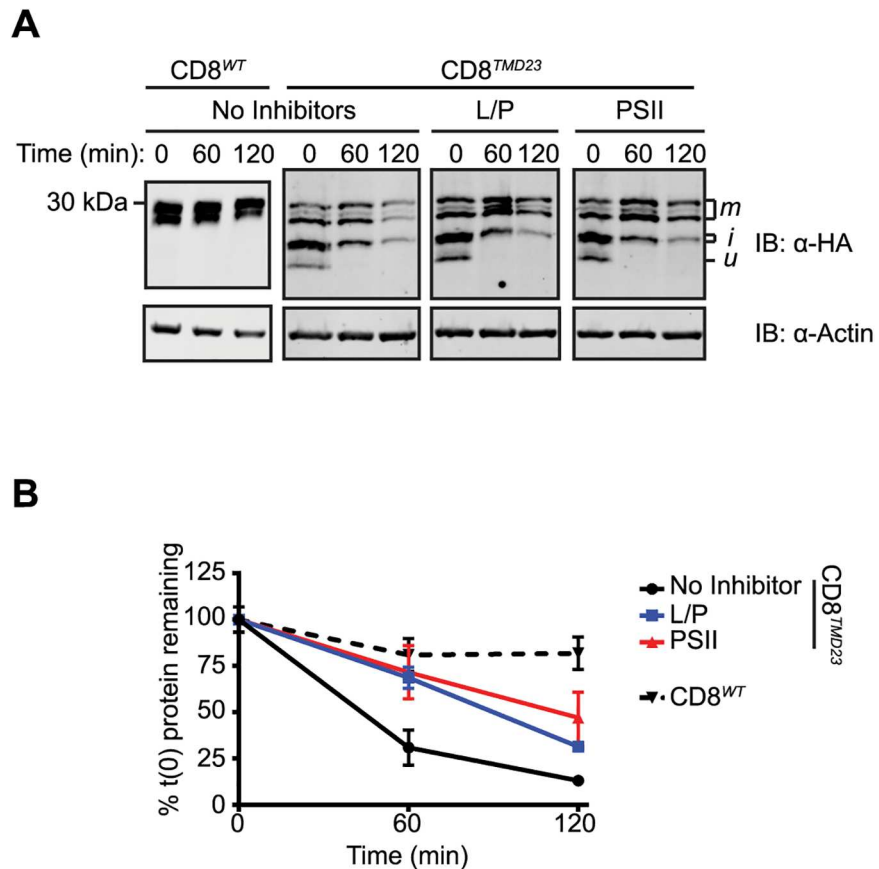 A
CD8WT CD8TMD23
No Inhibitors L/P PSII
Time (min): 0 60 120 0 60 120 0 60 120 0 60 120
30 kDa
m
i
u
IB: α-HA
IB: α-Actin
B
% t(0) protein remaining
125
100
75
50
25
0
0 60 120
Time (min)
No Inhibitor
L/P
PSII
CD8TMD23
CD8WT